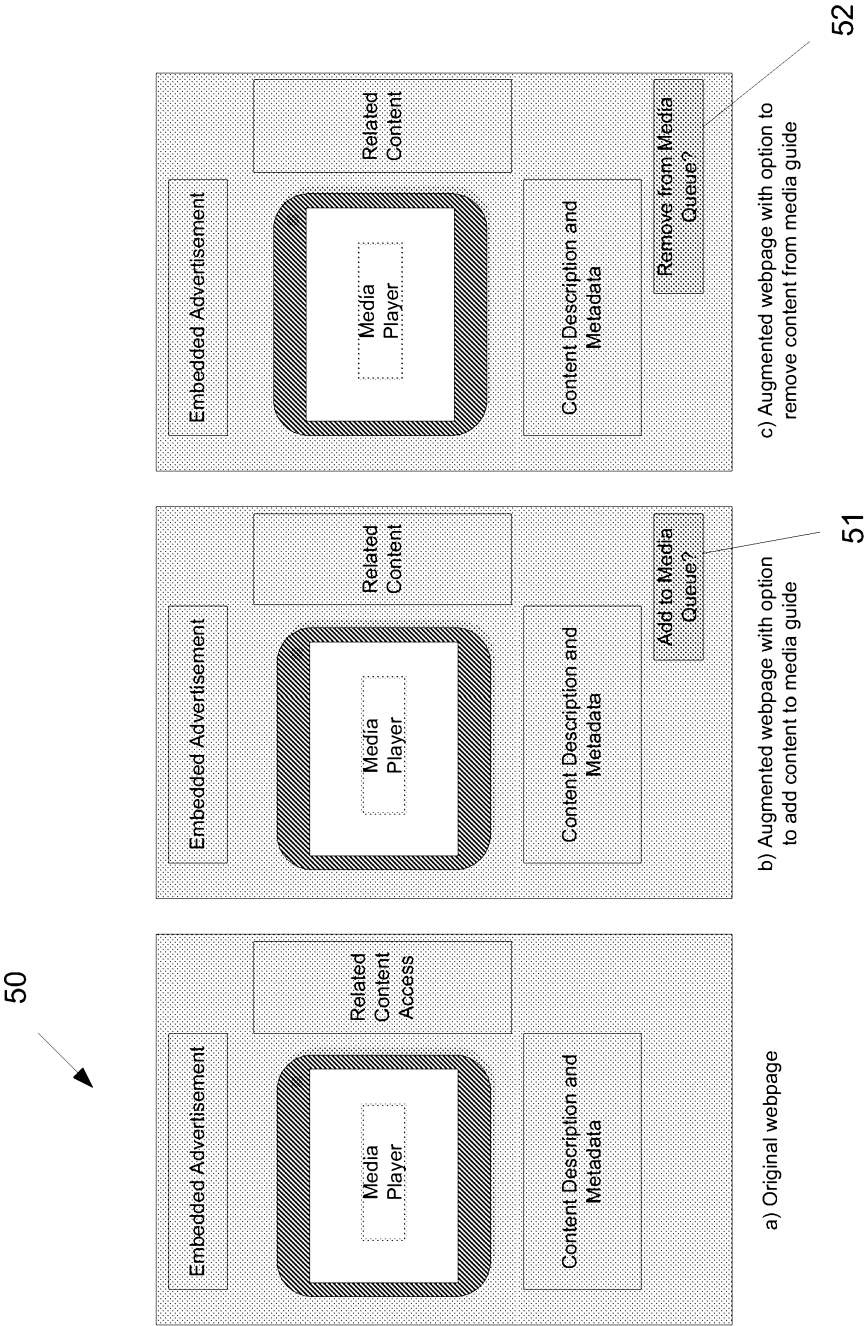 50
Embedded Advertisement
Media
Player
Related
Content
Access
Content Description and
Metadata
a) Original webpage
Embedded Advertisement
Media
Player
Related
Content
Content Description and
Metadata
Add to Media
Queue?
51
b) Augmented webpage with option
to add content to media guide
Embedded Advertisement
Media
Player
Related
Content
Content Description and
Metadata
Remove from Media
Queue?
52
c) Augmented webpage with option to
remove content from media guide